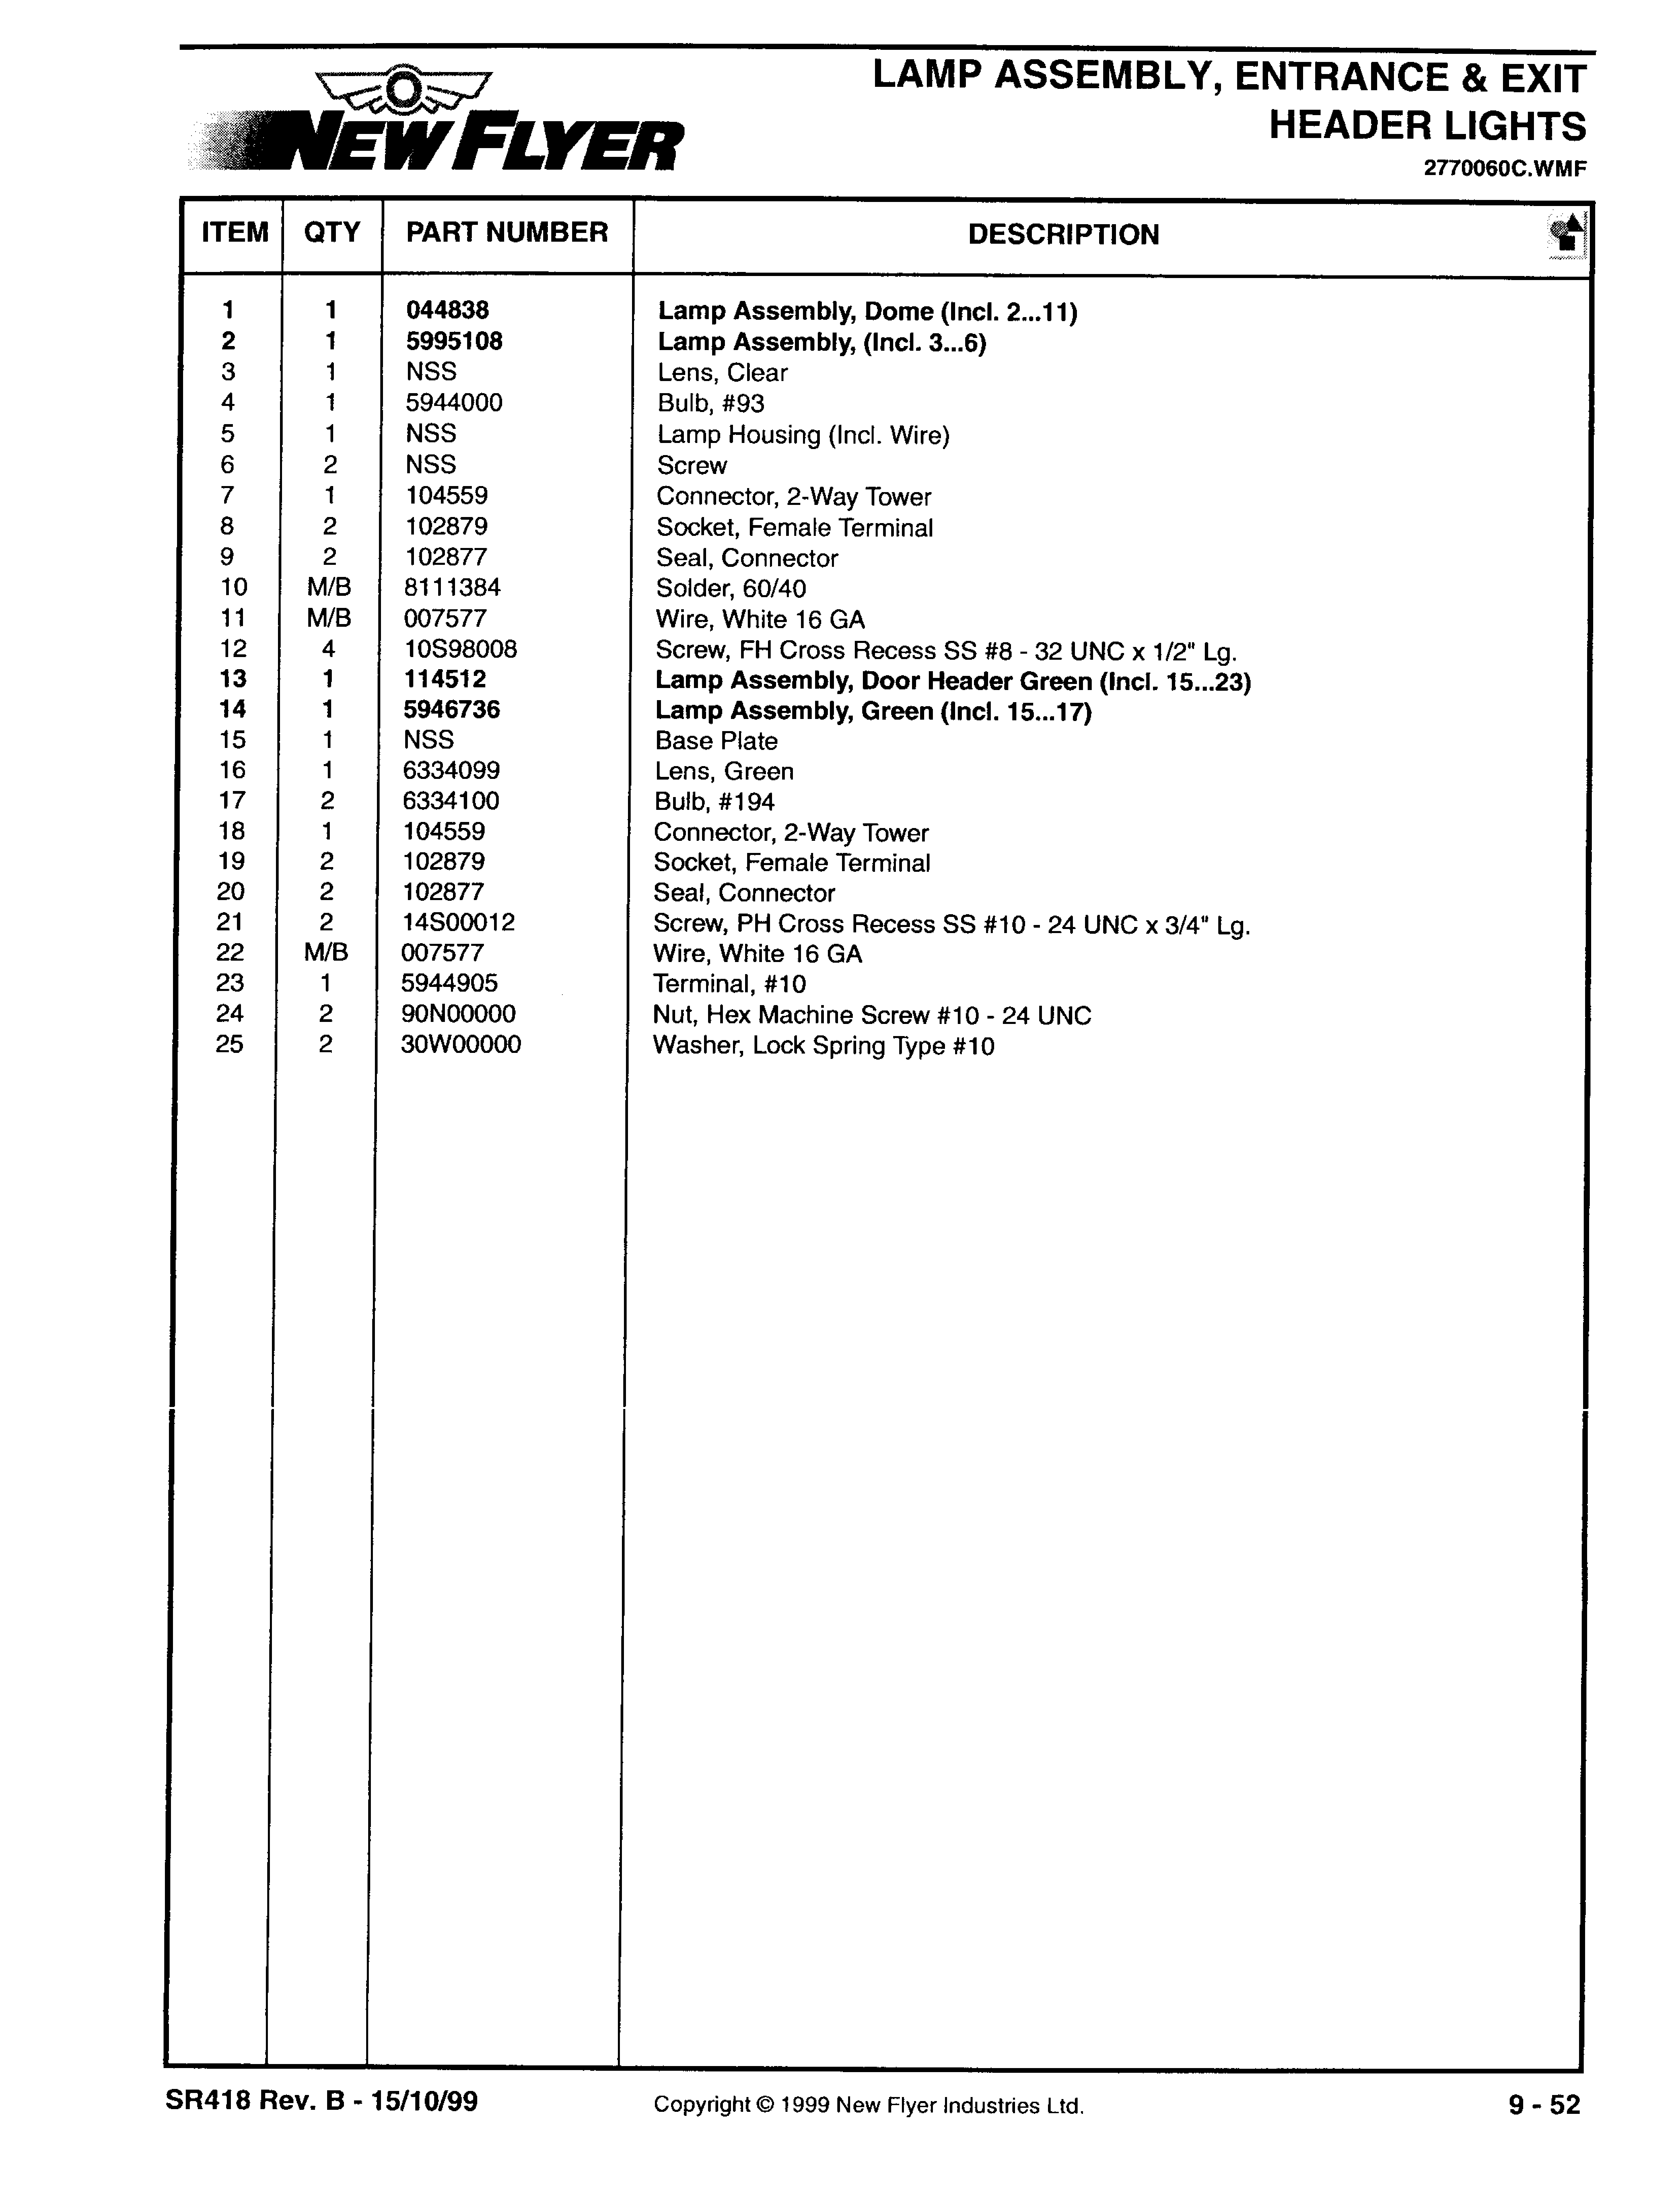 NEW FLYER
LAMP ASSEMBLY, ENTRANCE & EXIT
HEADER LIGHTS
2770060C.WMF
ITEM QTY PART NUMBER DESCRIPTION
1 1 044838 Lamp Assembly, Dome (Incl. 2...11)
2 1 5995108 Lamp Assembly, (Incl. 3...6)
3 1 NSS Lens, Clear
4 1 5944000 Bulb, #93
5 1 NSS Lamp Housing (Incl. Wire)
6 2 NSS Screw
7 1 104559 Connector, 2-Way Tower
8 2 102879 Socket, Female Terminal
9 2 102877 Seal, Connector
10 M/B 8111384 Solder, 60/40
11 M/B 007577 Wire, White 16 GA
12 4 10S98008 Screw, FH Cross Recess SS #8 - 32 UNC x 1/2" Lg.
13 1 114512 Lamp Assembly, Door Header Green (Incl. 15...23)
14 1 5946736 Lamp Assembly, Green (Incl. 15...17)
15 1 NSS Base Plate
16 1 6334099 Lens, Green
17 2 6334100 Bulb, #194
18 1 104559 Connector, 2-Way Tower
19 2 102879 Socket, Female Terminal
20 2 102877 Seal, Connector
21 2 14S00012 Screw, PH Cross Recess SS #10 - 24 UNC x 3/4" Lg.
22 M/B 007577 Wire, White 16 GA
23 1 5944905 Terminal, #10
24 2 90N00000 Nut, Hex Machine Screw #10 - 24 UNC
25 2 30W00000 Washer, Lock Spring Type #10
SR418 Rev. B - 15/10/99 Copyright © 1999 New Flyer Industries Ltd. 9 - 52